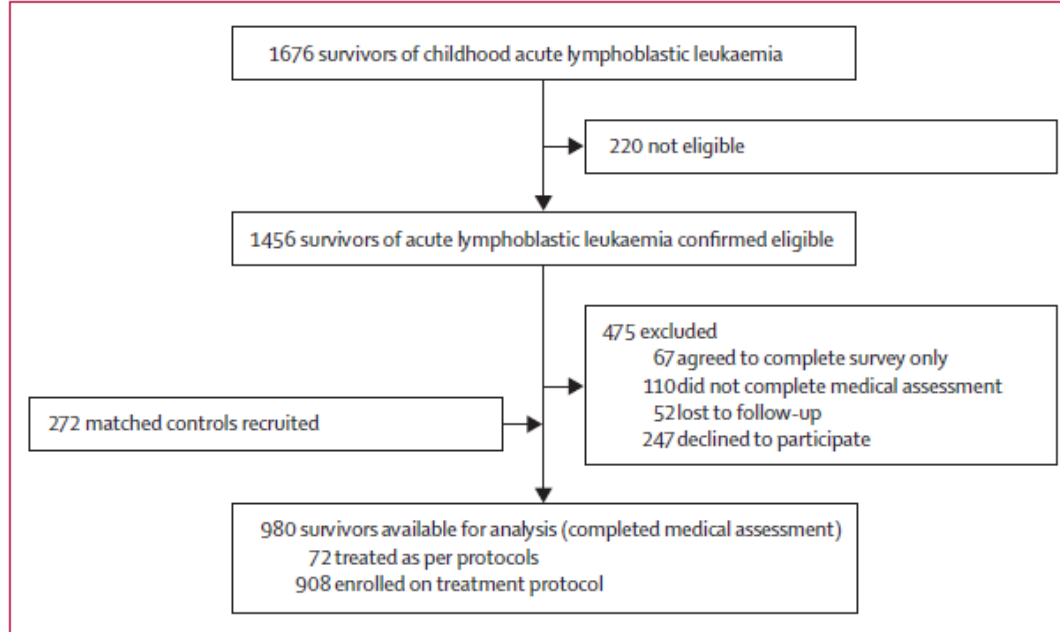 1676 survivors of childhood acute lymphoblastic leukaemia
220 not eligible
1456 survivors of acute lymphoblastic leukaemia confirmed eligible
475 excluded
67 agreed to complete survey only
110 did not complete medical assessment
52 lost to follow-up
247 declined to participate
272 matched controls recruited
980 survivors available for analysis (completed medical assessment)
72 treated as per protocols
908 enrolled on treatment protocol